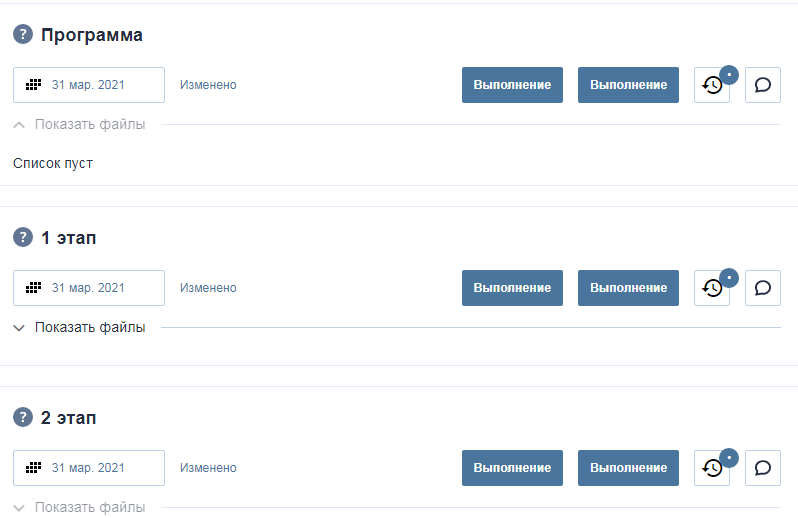 ? Программа
31 мар. 2021 Изменено Выполнение Выполнение
Показать файлы
Список пуст
? 1 этап
31 мар. 2021 Изменено Выполнение Выполнение
Показать файлы
? 2 этап
31 мар. 2021 Изменено Выполнение Выполнение
Показать файлы